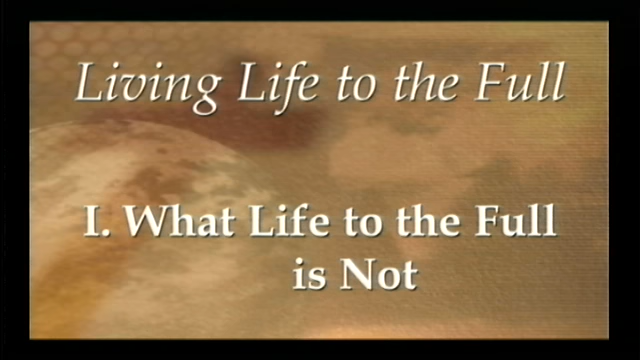 Living Life to the Full
I. What Life to the Full
is Not